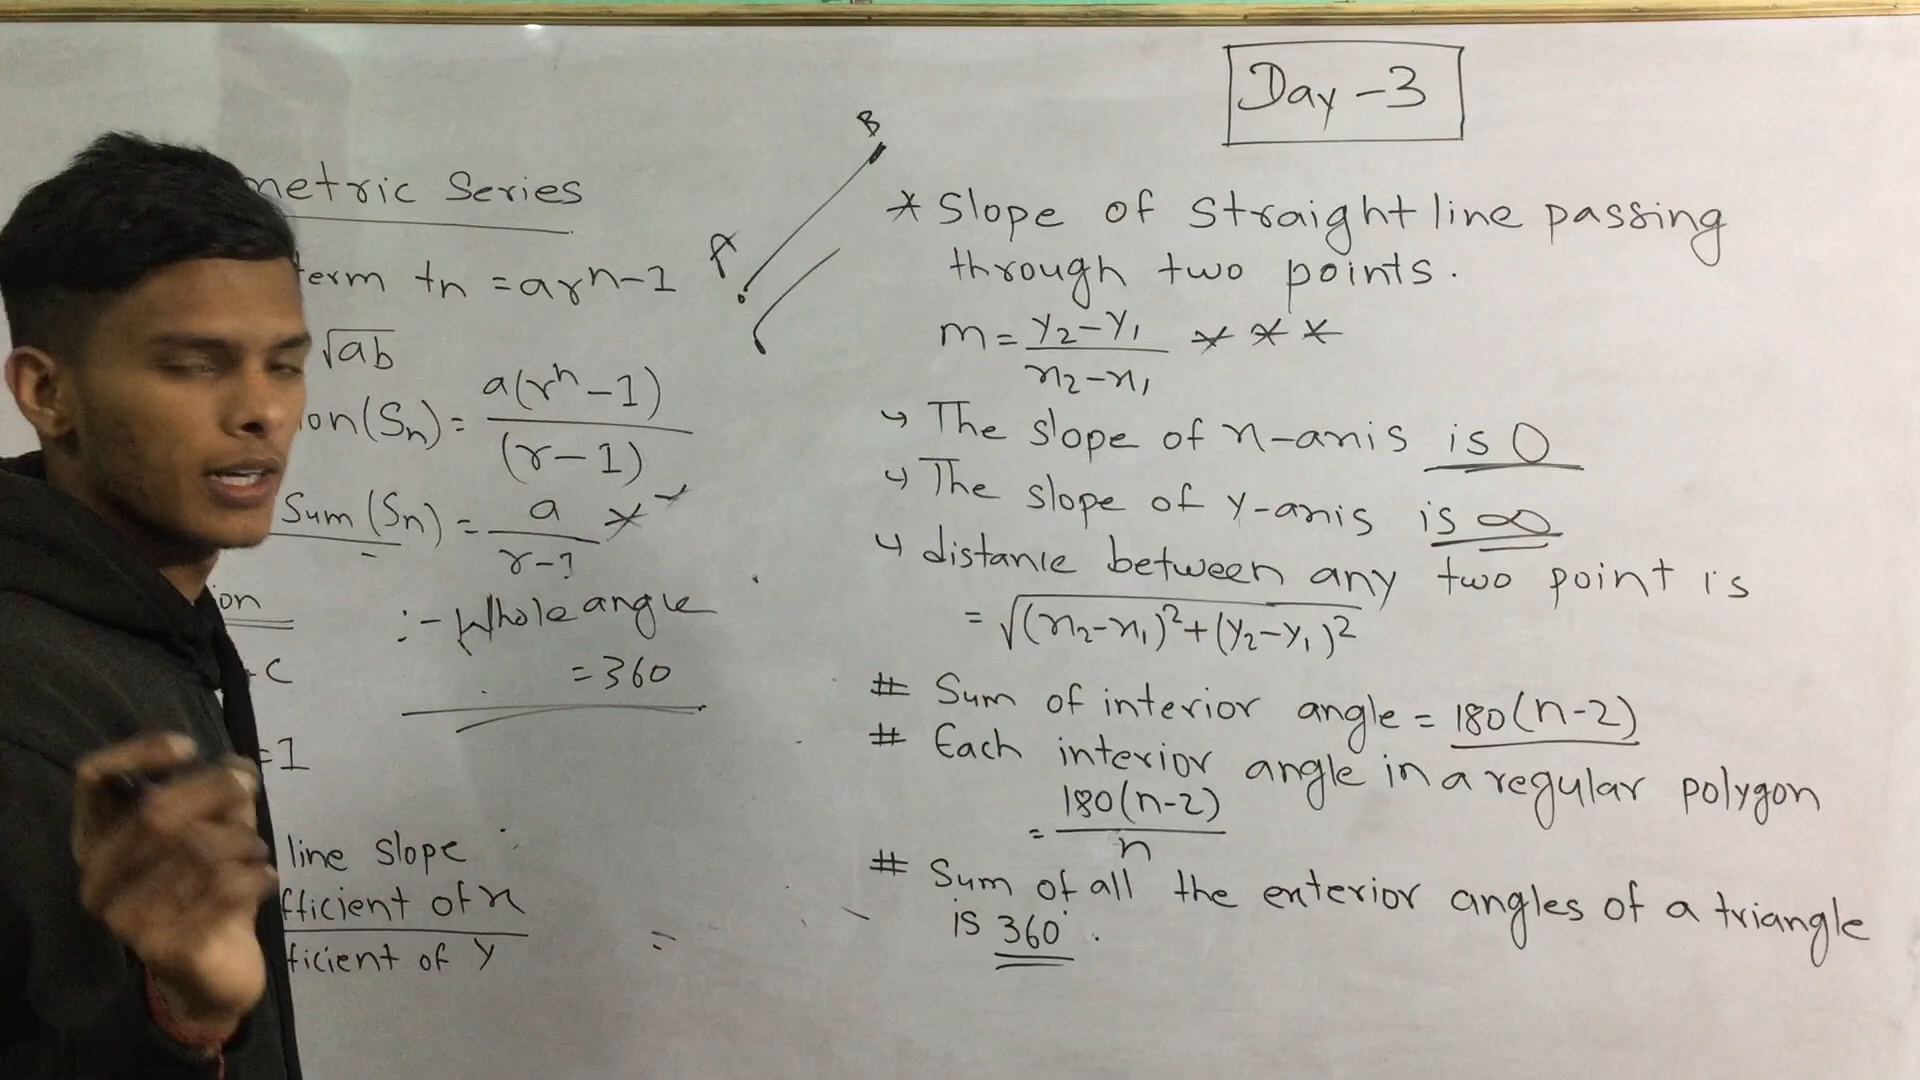 Day-3
metric Series
term tn = ar^n-1
√ab
on(Sn) = a(r^n-1)/(r-1)
Sum (Sn) = a/r-1 *
on
:- Whole angle
= 360
+c
=1
line slope
fficient of x
ficient of y
=
A
B
* Slope of straight line passing
through two points.
m = y2-y1/x2-x1 * * *
↳ The slope of x-axis is 0
↳ The slope of y-axis is ∞
↳ distance between any two point is
= √(x2-x1)²+(y2-y1)²
# Sum of interior angle = 180(n-2)
# Each interior angle in a regular polygon
= 180(n-2)/n
# Sum of all the exterior angles of a triangle
is 360°.